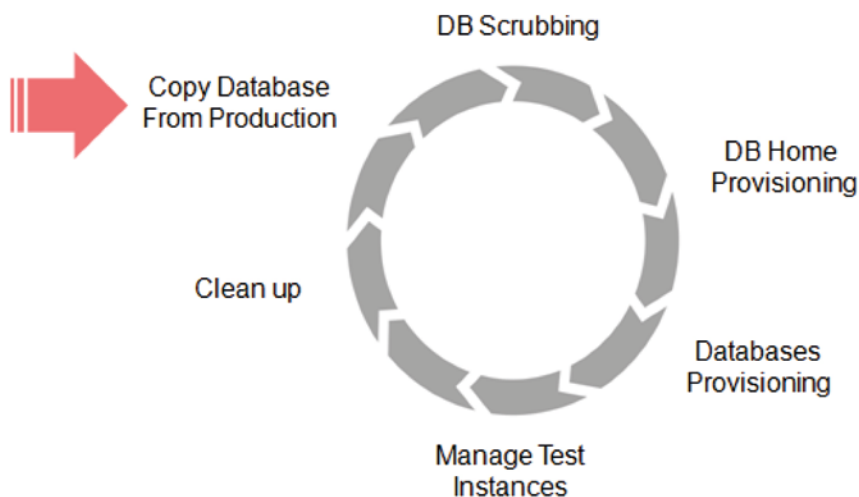 DB Scrubbing
Copy Database
From Production
DB Home
Provisioning
Clean up
Databases
Provisioning
Manage Test
Instances